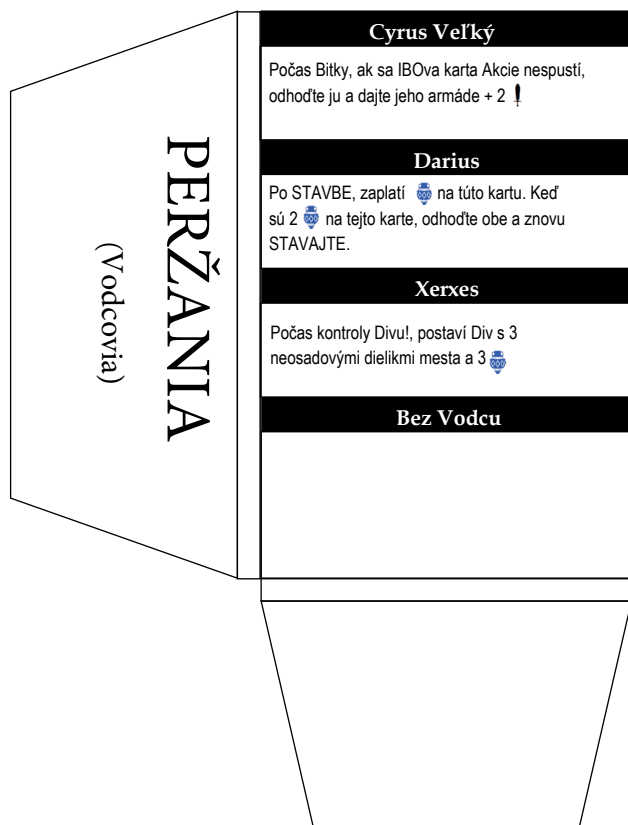 PERŽANIA
(Vodcovia)
Cyrus Veľký
Počas Bitky, ak sa IBOva karta Akcie nespustí,
odhoďte ju a dajte jeho armáde + 2
Darius
Po STAVBE, zaplatí na túto kartu. Keď
sú 2 na tejto karte, odhoďte obe a znovu
STAVAJTE.
Xerxes
Počas kontroly Divu!, postaví Div s 3
neosadovými dielikmi mesta a 3
Bez Vodcu